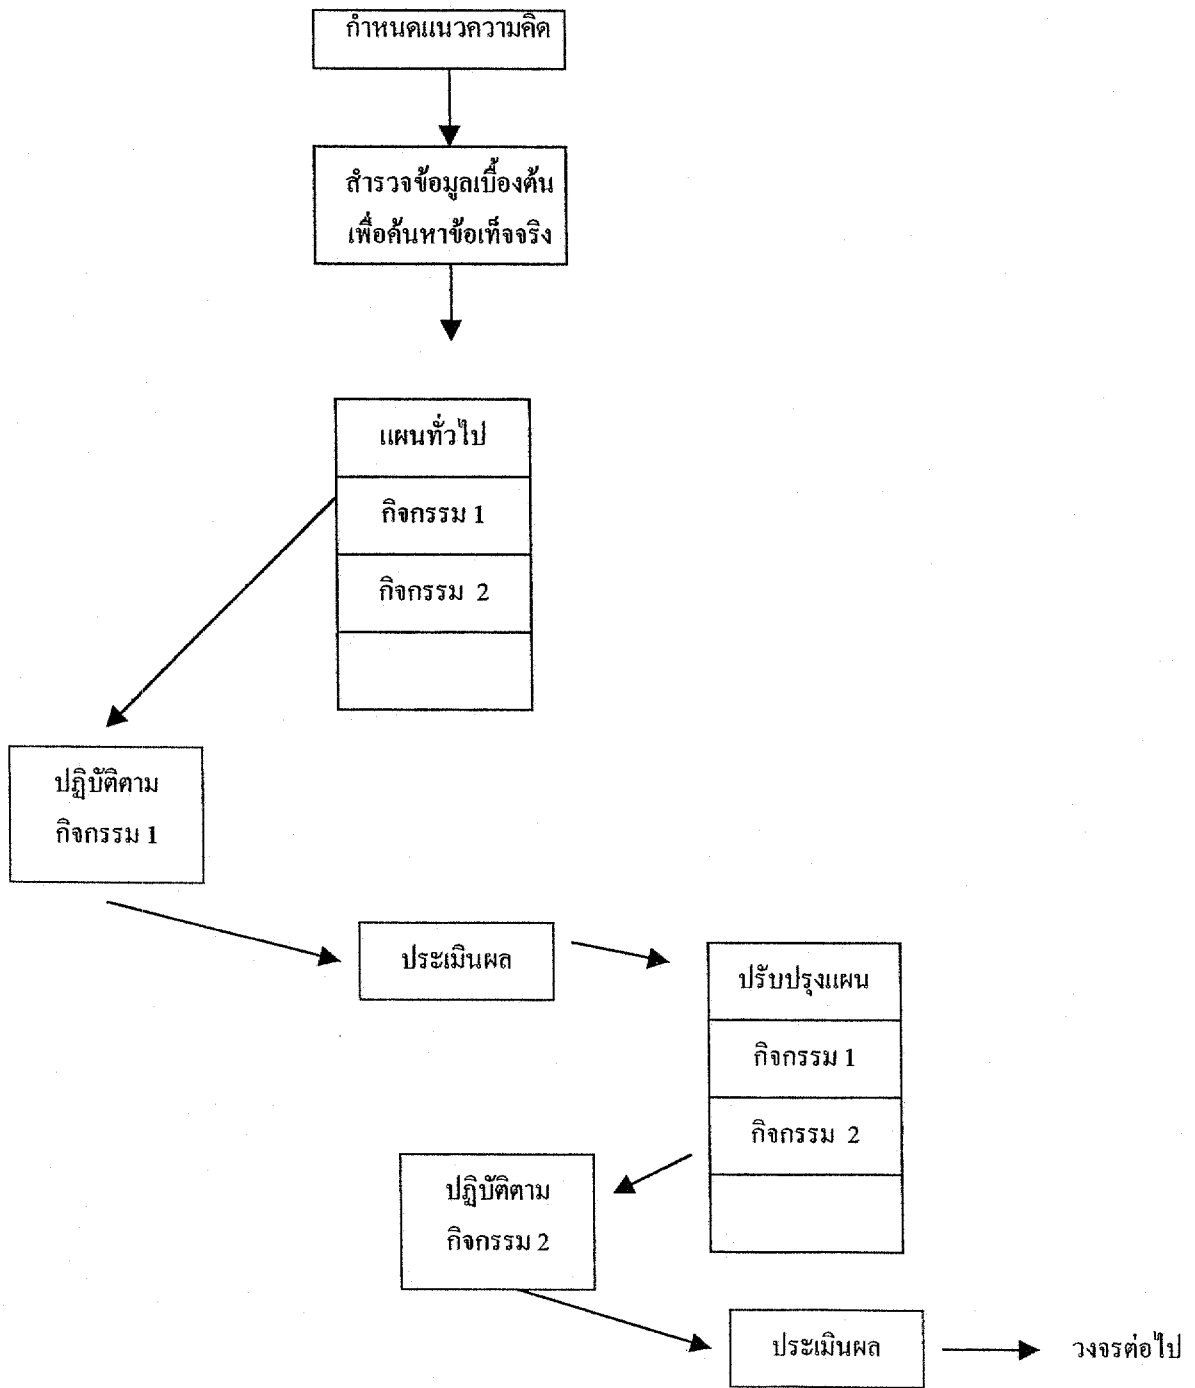 กำหนดแนวความคิด
สำรวจข้อมูลเบื้องต้น
เพื่อค้นหาข้อเท็จจริง
แผนทั่วไป
กิจกรรม 1
กิจกรรม 2
ปฏิบัติตาม
กิจกรรม 1
ประเมินผล
ปรับปรุงแผน
กิจกรรม 1
กิจกรรม 2
ปฏิบัติตาม
กิจกรรม 2
ประเมินผล
วงจรต่อไป